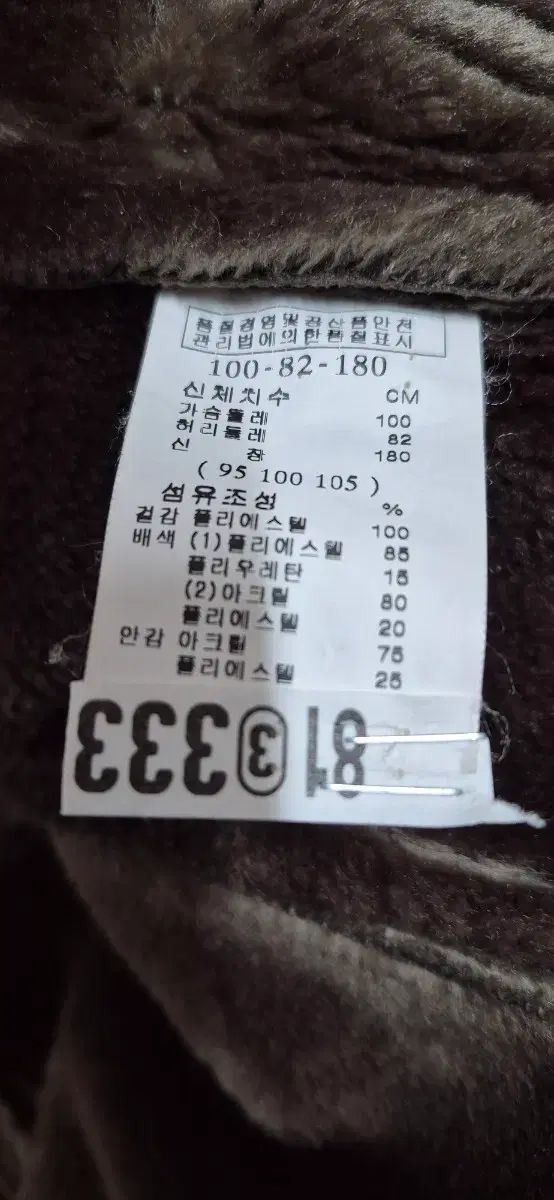 품질경영및공산품안전
관리법에의한품질표시
100-82-180
신체치수 CM
가슴둘레 100
허리둘레 82
신 장 180
( 95 100 105 )
섬유조성 %
겉감 폴리에스텔 100
배색 (1)폴리에스텔 85
폴리우레탄 15
(2)아크릴 80
폴리에스텔 20
안감 아크릴 75
폴리에스텔 25
81③333